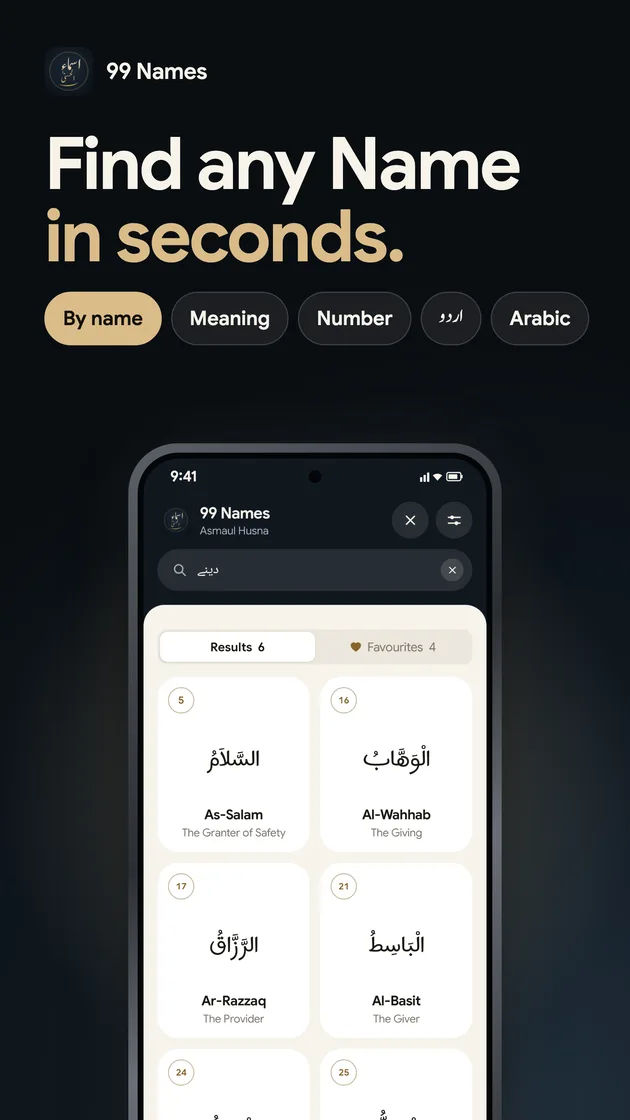 99 Names
Find any Name
in seconds.
By name
Meaning
Number
اردو
Arabic
9:41
99 Names
Asmaul Husna
دینے
Results 6
Favourites 4
5
السَّلَامُ
As-Salam
The Granter of Safety
16
الْوَهَّابُ
Al-Wahhab
The Giving
17
الرَّزَّاقُ
Ar-Razzaq
The Provider
21
الْبَاسِطُ
Al-Basit
The Giver
24
25